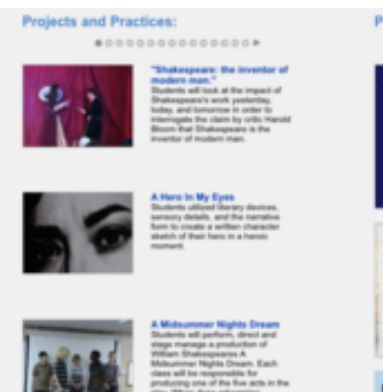 Projects and Practices:
P
"Shakespeare: the inventor of
modern man."
Students will look at the impact of
Shakespeare's work yesterday,
today, and tomorrow in order to
interrogate the claim by critic Harold
Bloom that Shakespeare is the
inventor of modern man.
A Hero In My Eyes
Students utilized literary devices,
sensory details, and the narrative
form to create a written character
sketch of their hero in a heroic
moment.
A Midsummer Nights Dream
Students will perform, direct and
stage manage a production of
William Shakespeares A
Midsummer Nights Dream. Each
class will be responsible for
producing one of the five acts in the